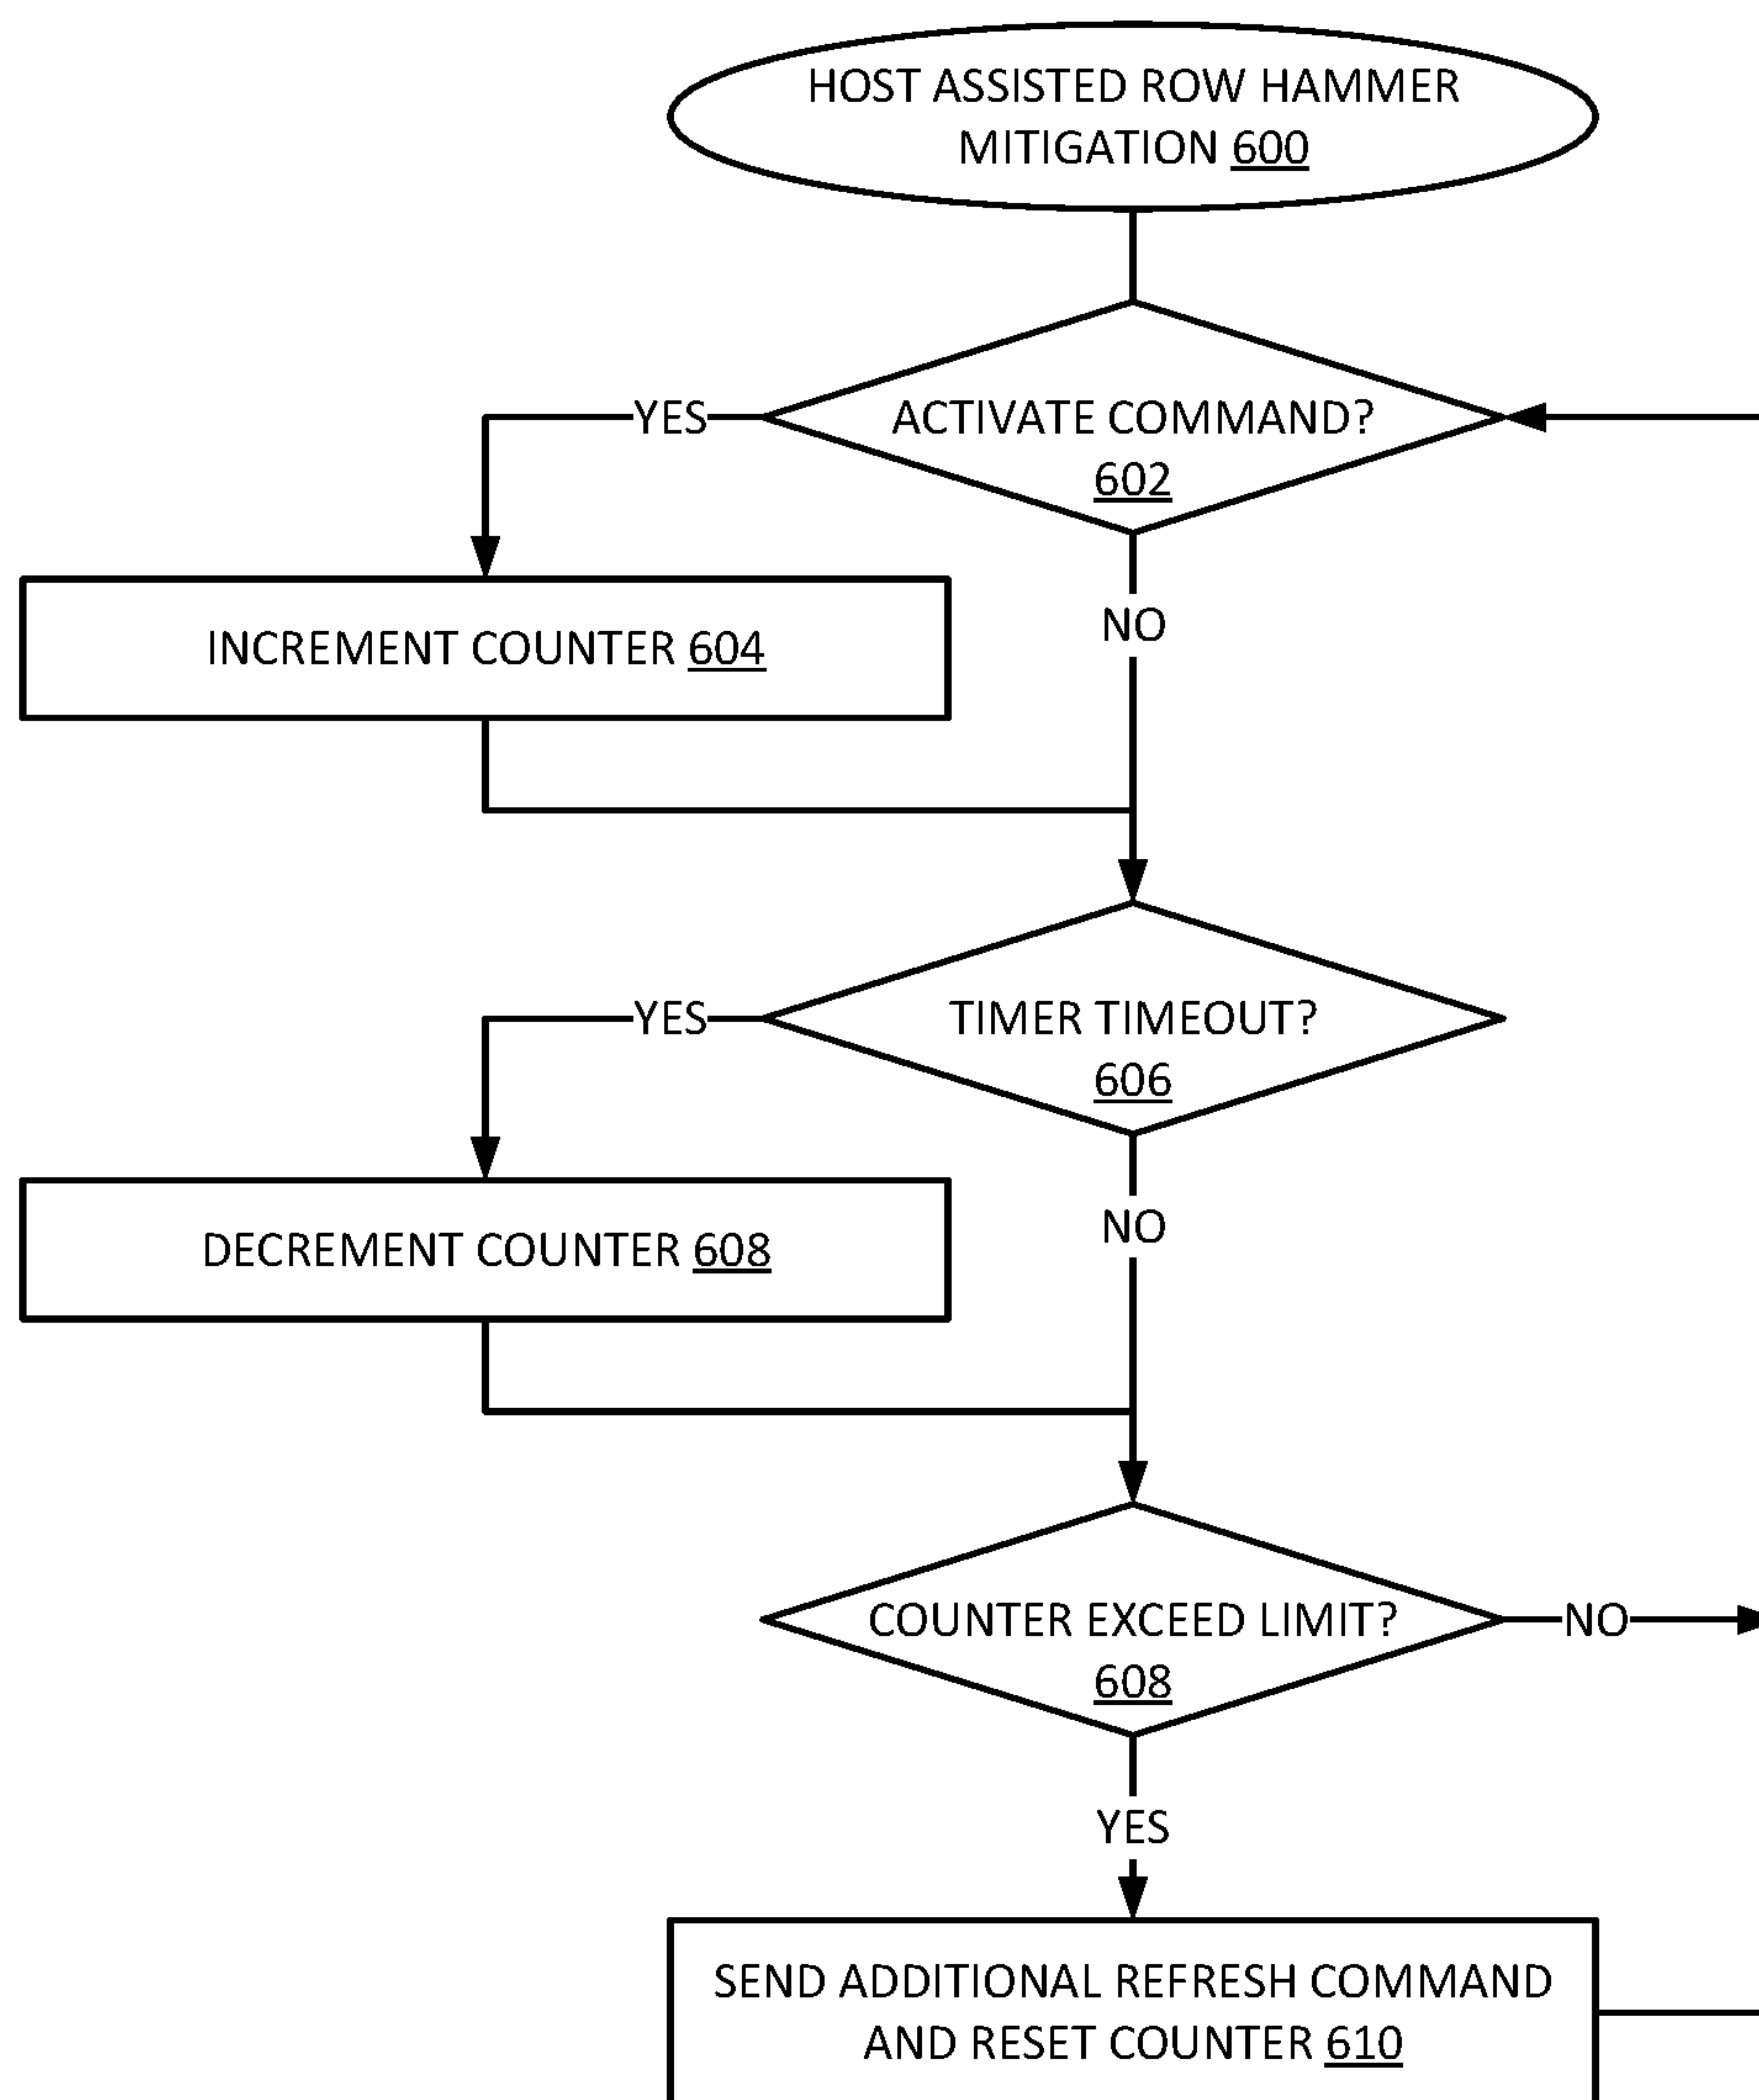 HOST ASSISTED ROW HAMMER
MITIGATION 600
ACTIVATE COMMAND?
602
YES
NO
INCREMENT COUNTER 604
TIMER TIMEOUT?
606
YES
NO
DECREMENT COUNTER 608
COUNTER EXCEED LIMIT?
608
NO
YES
SEND ADDITIONAL REFRESH COMMAND
AND RESET COUNTER 610